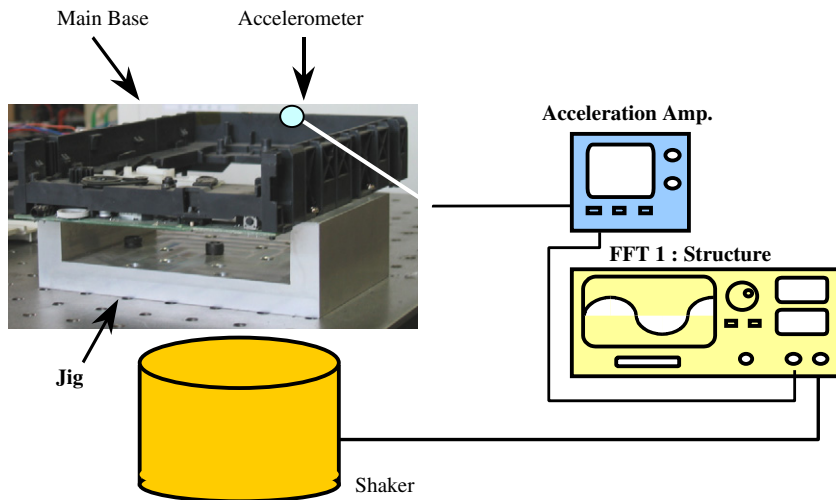 Main Base
Accelerometer
Acceleration Amp.
FFT 1 : Structure
Jig
Shaker